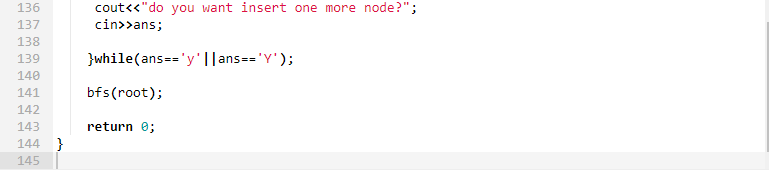 136 cout<<"do you want insert one more node?";
137 cin>>ans;
138
139 }while(ans=='y'||ans=='Y');
140
141 bfs(root);
142
143 return 0;
144 }
145